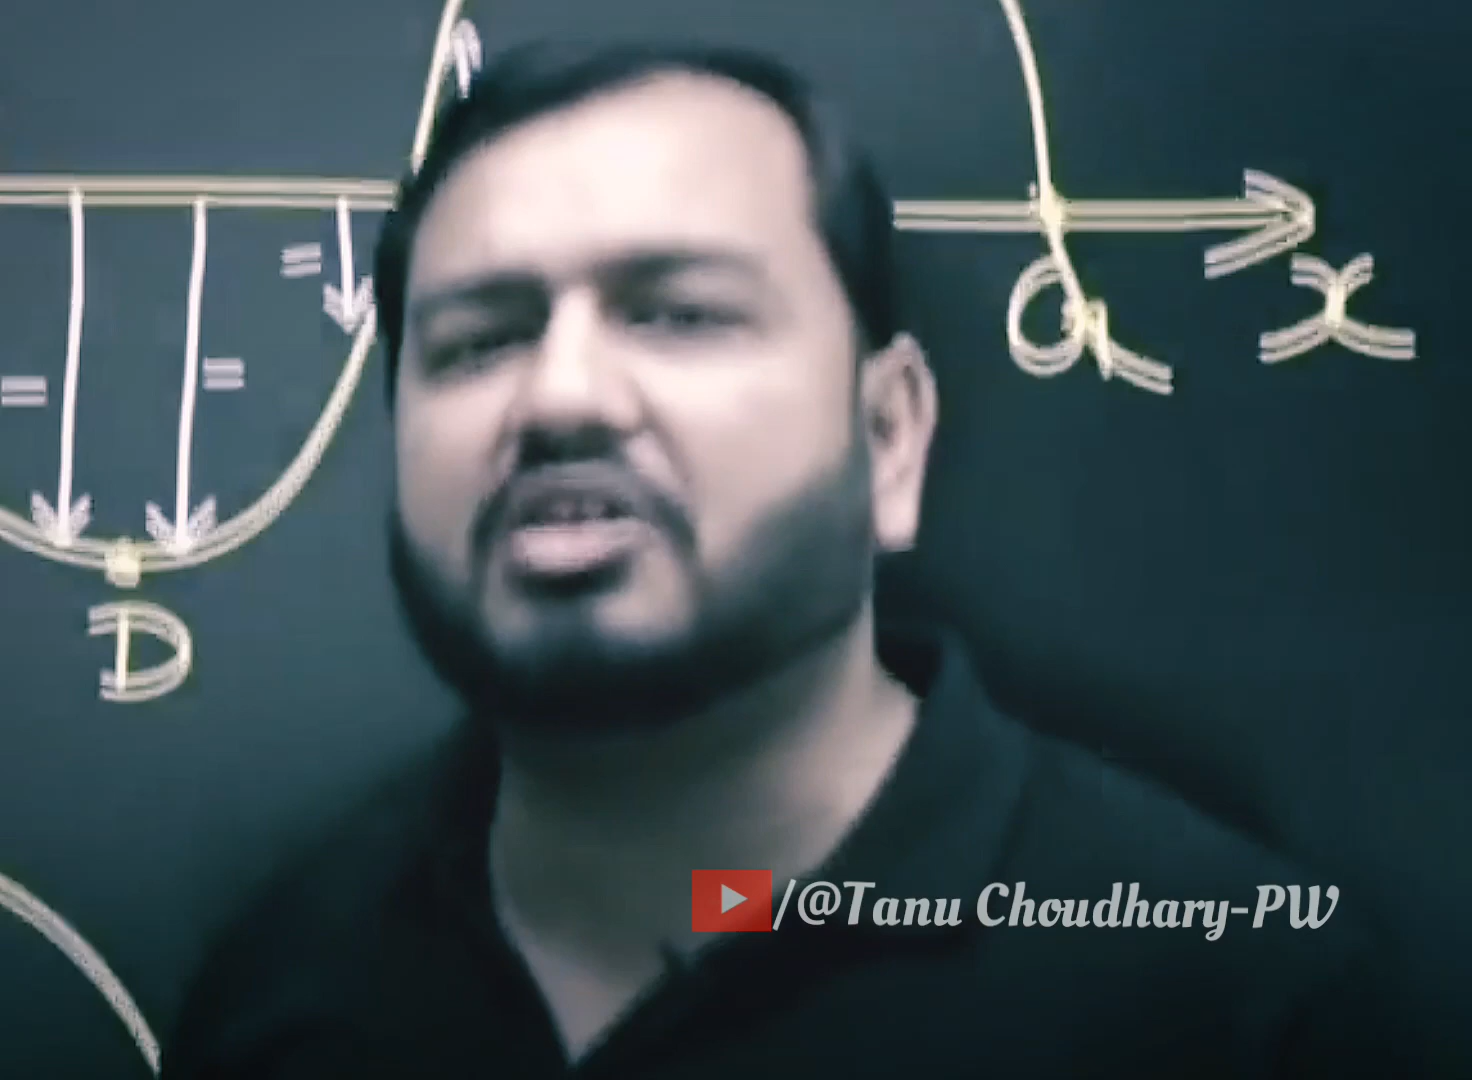 =
=
=
a
x
D
/@Tanu Choudhary-PW